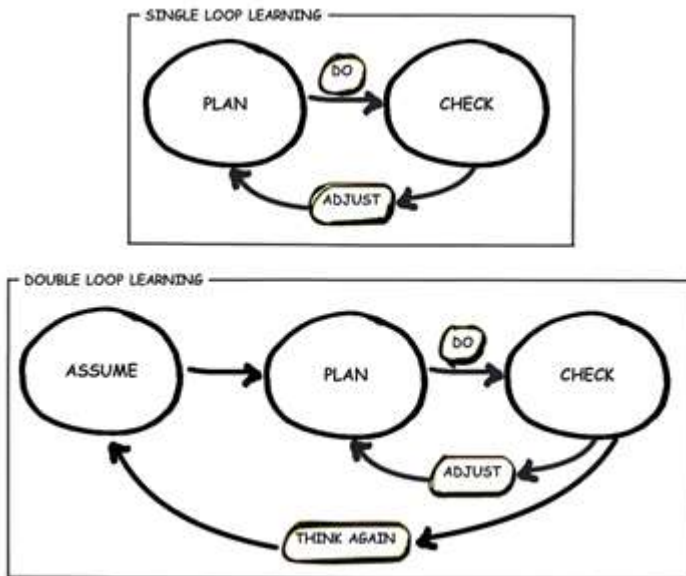 SINGLE LOOP LEARNING
DO
PLAN
CHECK
ADJUST
DOUBLE LOOP LEARNING
DO
ASSUME
PLAN
CHECK
ADJUST
THINK AGAIN